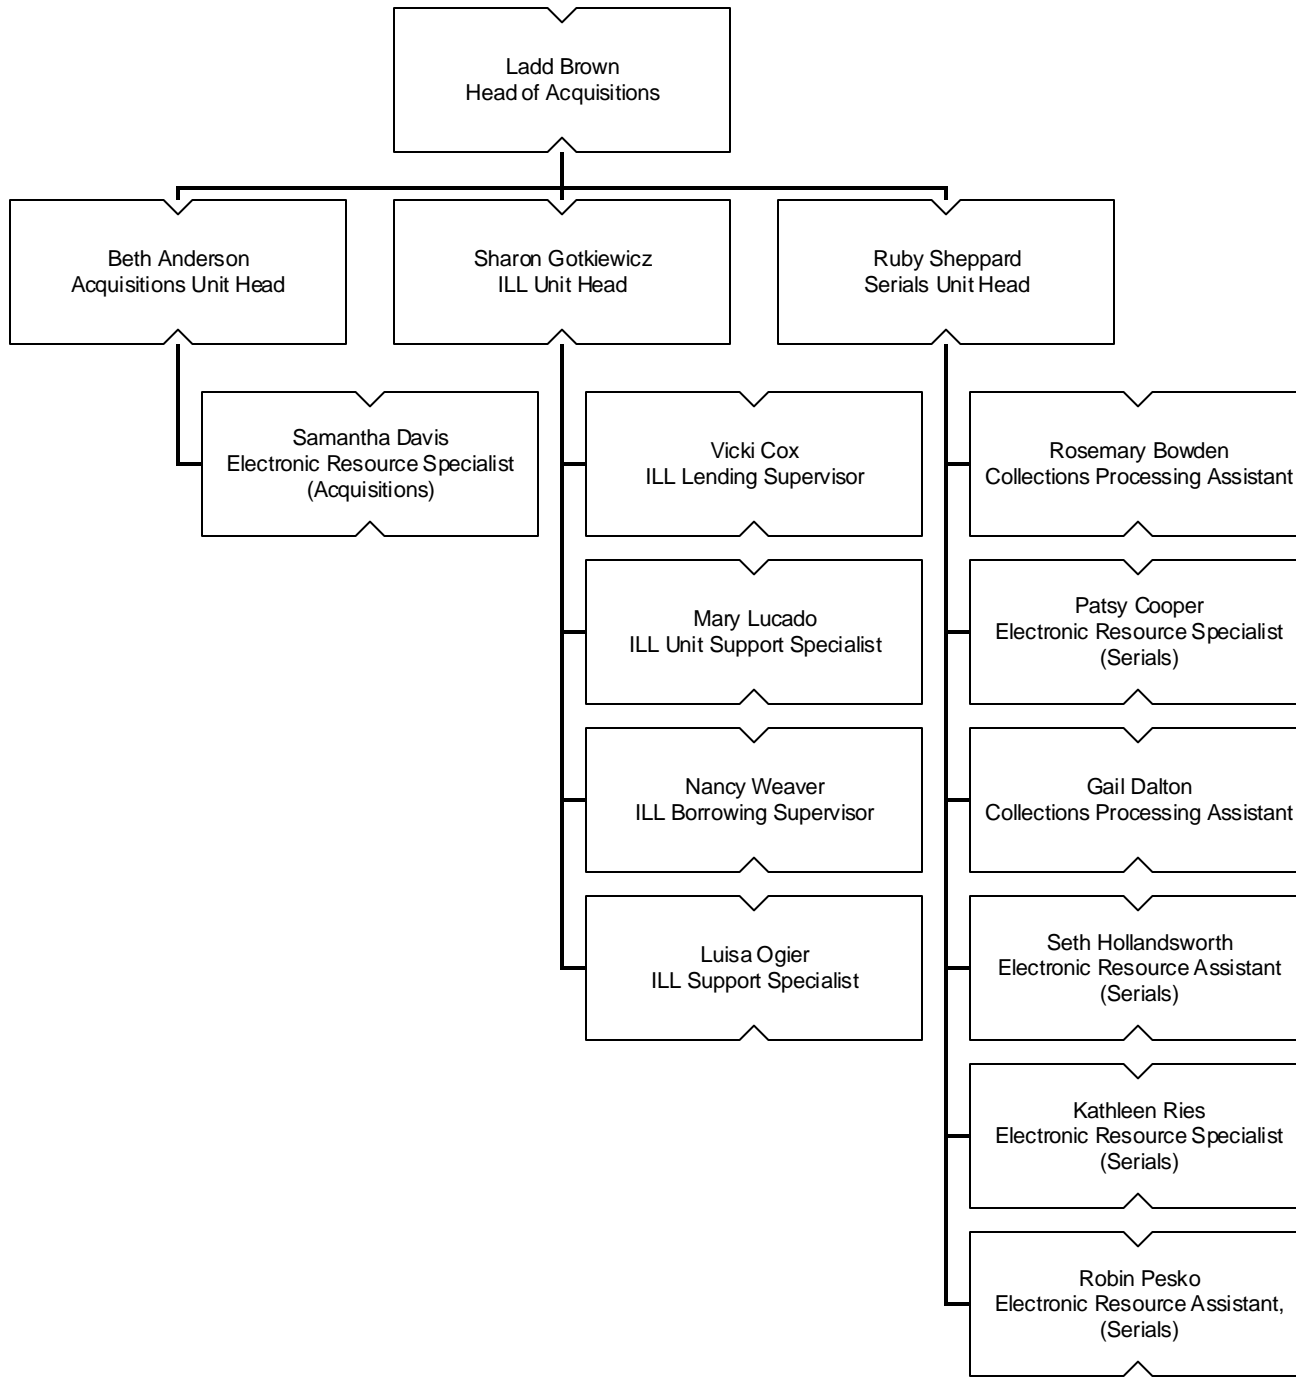 Ladd Brown
Head of Acquisitions
Beth Anderson
Acquisitions Unit Head
Sharon Gotkiewicz
ILL Unit Head
Ruby Sheppard
Serials Unit Head
Samantha Davis
Electronic Resource Specialist
(Acquisitions)
Vicki Cox
ILL Lending Supervisor
Mary Lucado
ILL Unit Support Specialist
Nancy Weaver
ILL Borrowing Supervisor
Luisa Ogier
ILL Support Specialist
Rosemary Bowden
Collections Processing Assistant
Patsy Cooper
Electronic Resource Specialist
(Serials)
Gail Dalton
Collections Processing Assistant
Seth Hollandsworth
Electronic Resource Assistant
(Serials)
Kathleen Ries
Electronic Resource Specialist
(Serials)
Robin Pesko
Electronic Resource Assistant,
(Serials)